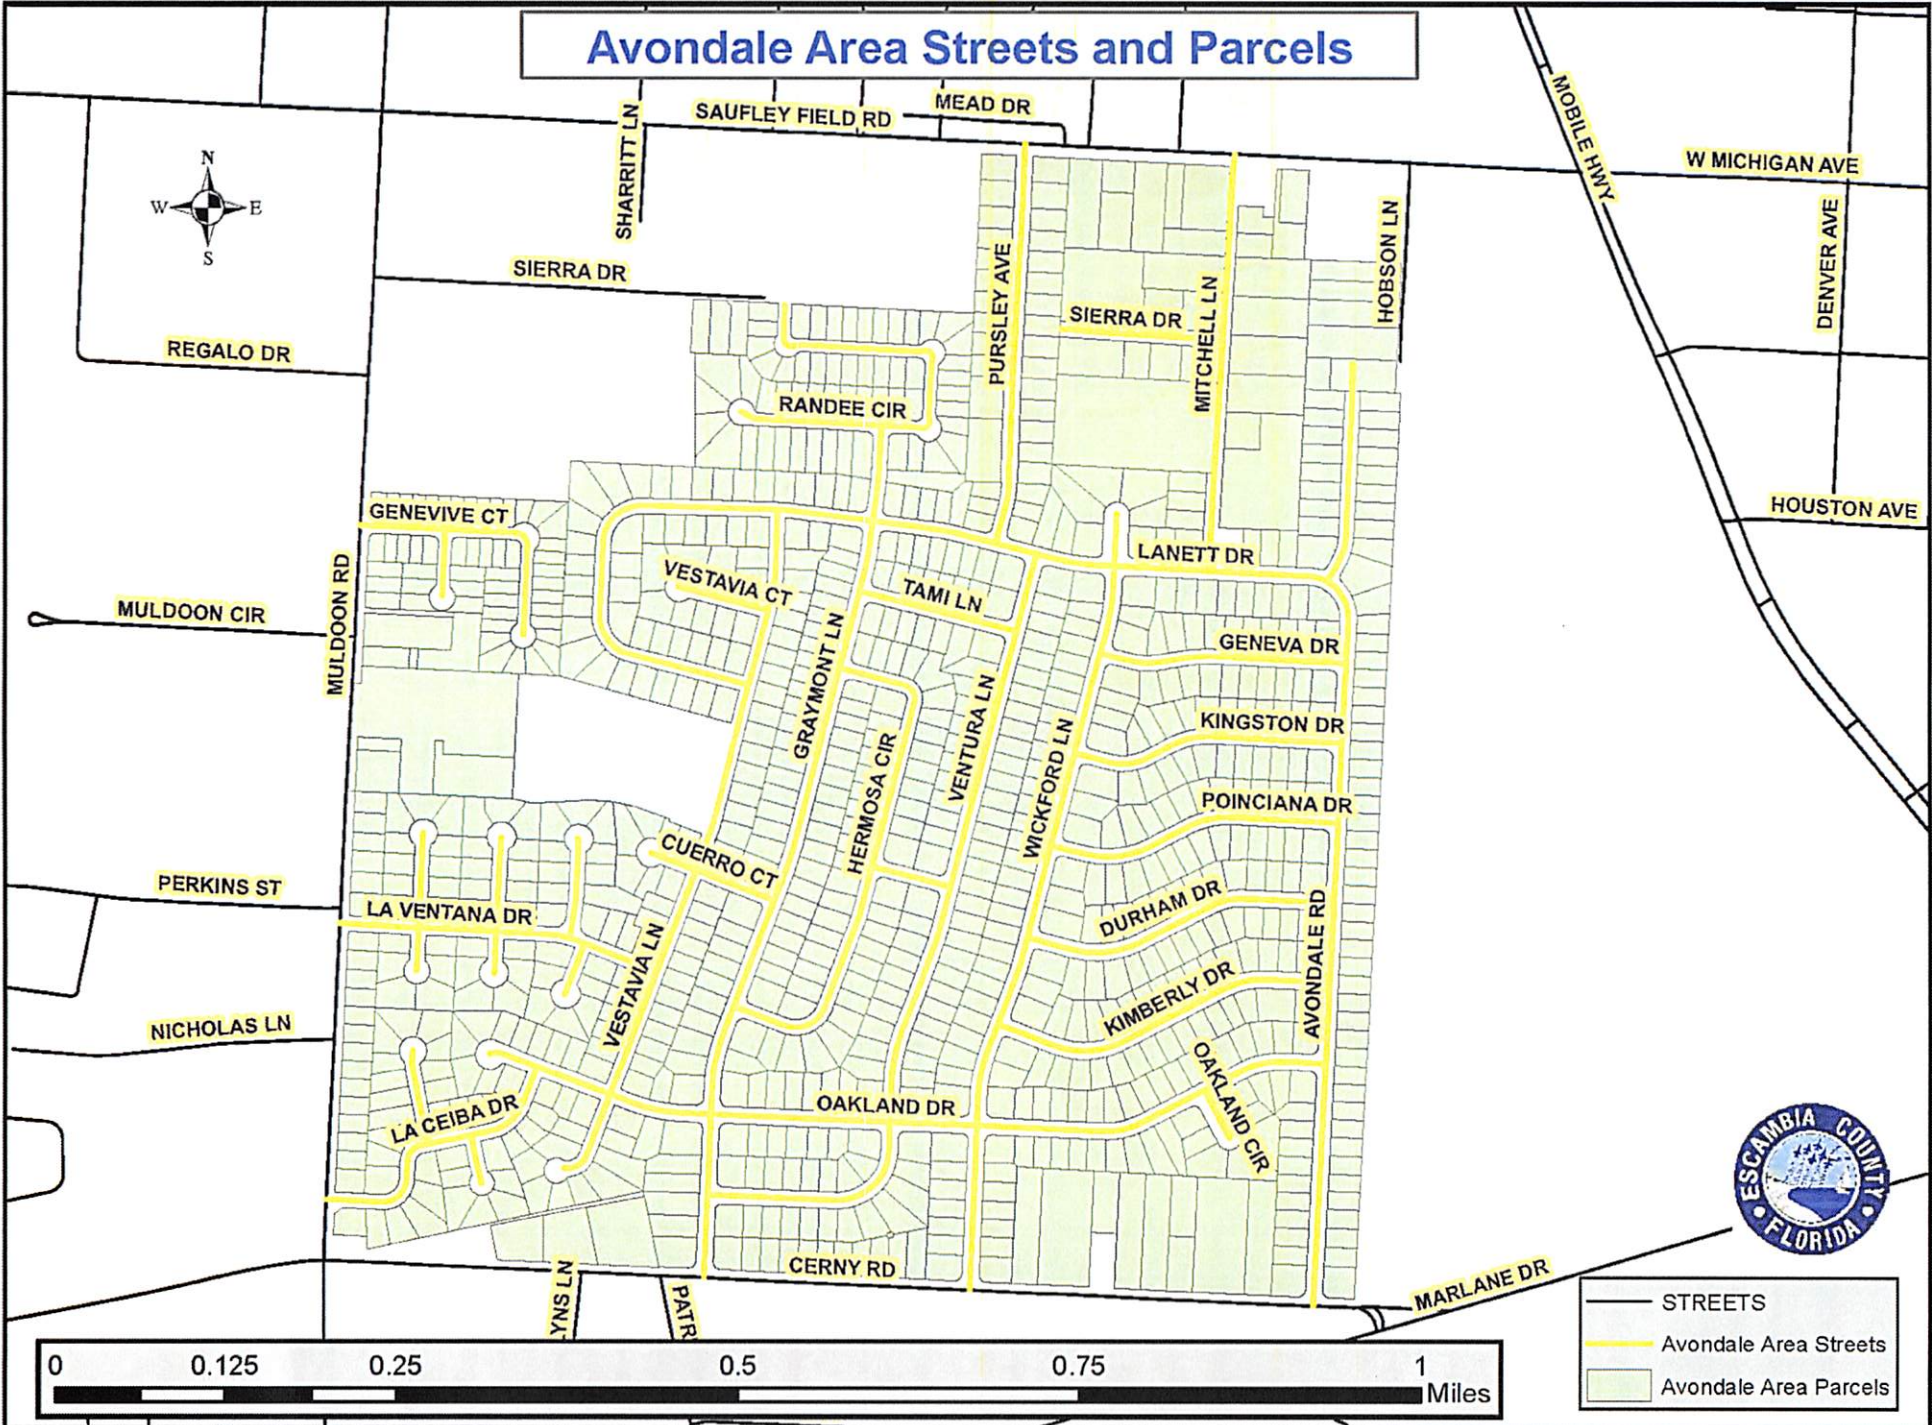 Avondale Area Streets and Parcels
MEAD DR
SAUFLEY FIELD RD
SHARRITT LN
MOBILE HWY
W MICHIGAN AVE
DENVER AVE
HOBSON LN
N
W E
S
SIERRA DR
SIERRA DR
PURSLEY AVE
MITCHELL LN
REGALO DR
RANDEE CIR
HOUSTON AVE
GENEVIVE CT
LANETT DR
VESTAVIA CT
TAMI LN
MULDOON CIR
MULDOON RD
GRAYMONT LN
GENEVA DR
VENTURA LN
WICKFORD LN
KINGSTON DR
HERMOSA CIR
POINCIANA DR
CUERRO CT
PERKINS ST
LA VENTANA DR
DURHAM DR
AVONDALE RD
VESTAVIA LN
KIMBERLY DR
NICHOLAS LN
OAKLAND CIR
OAKLAND DR
LA CEIBA DR
CERNY RD
YNS LN
PATR
MARLANE DR
ESCAMBIA COUNTY
FLORIDA
STREETS
Avondale Area Streets
Avondale Area Parcels
0 0.125 0.25 0.5 0.75 1
Miles